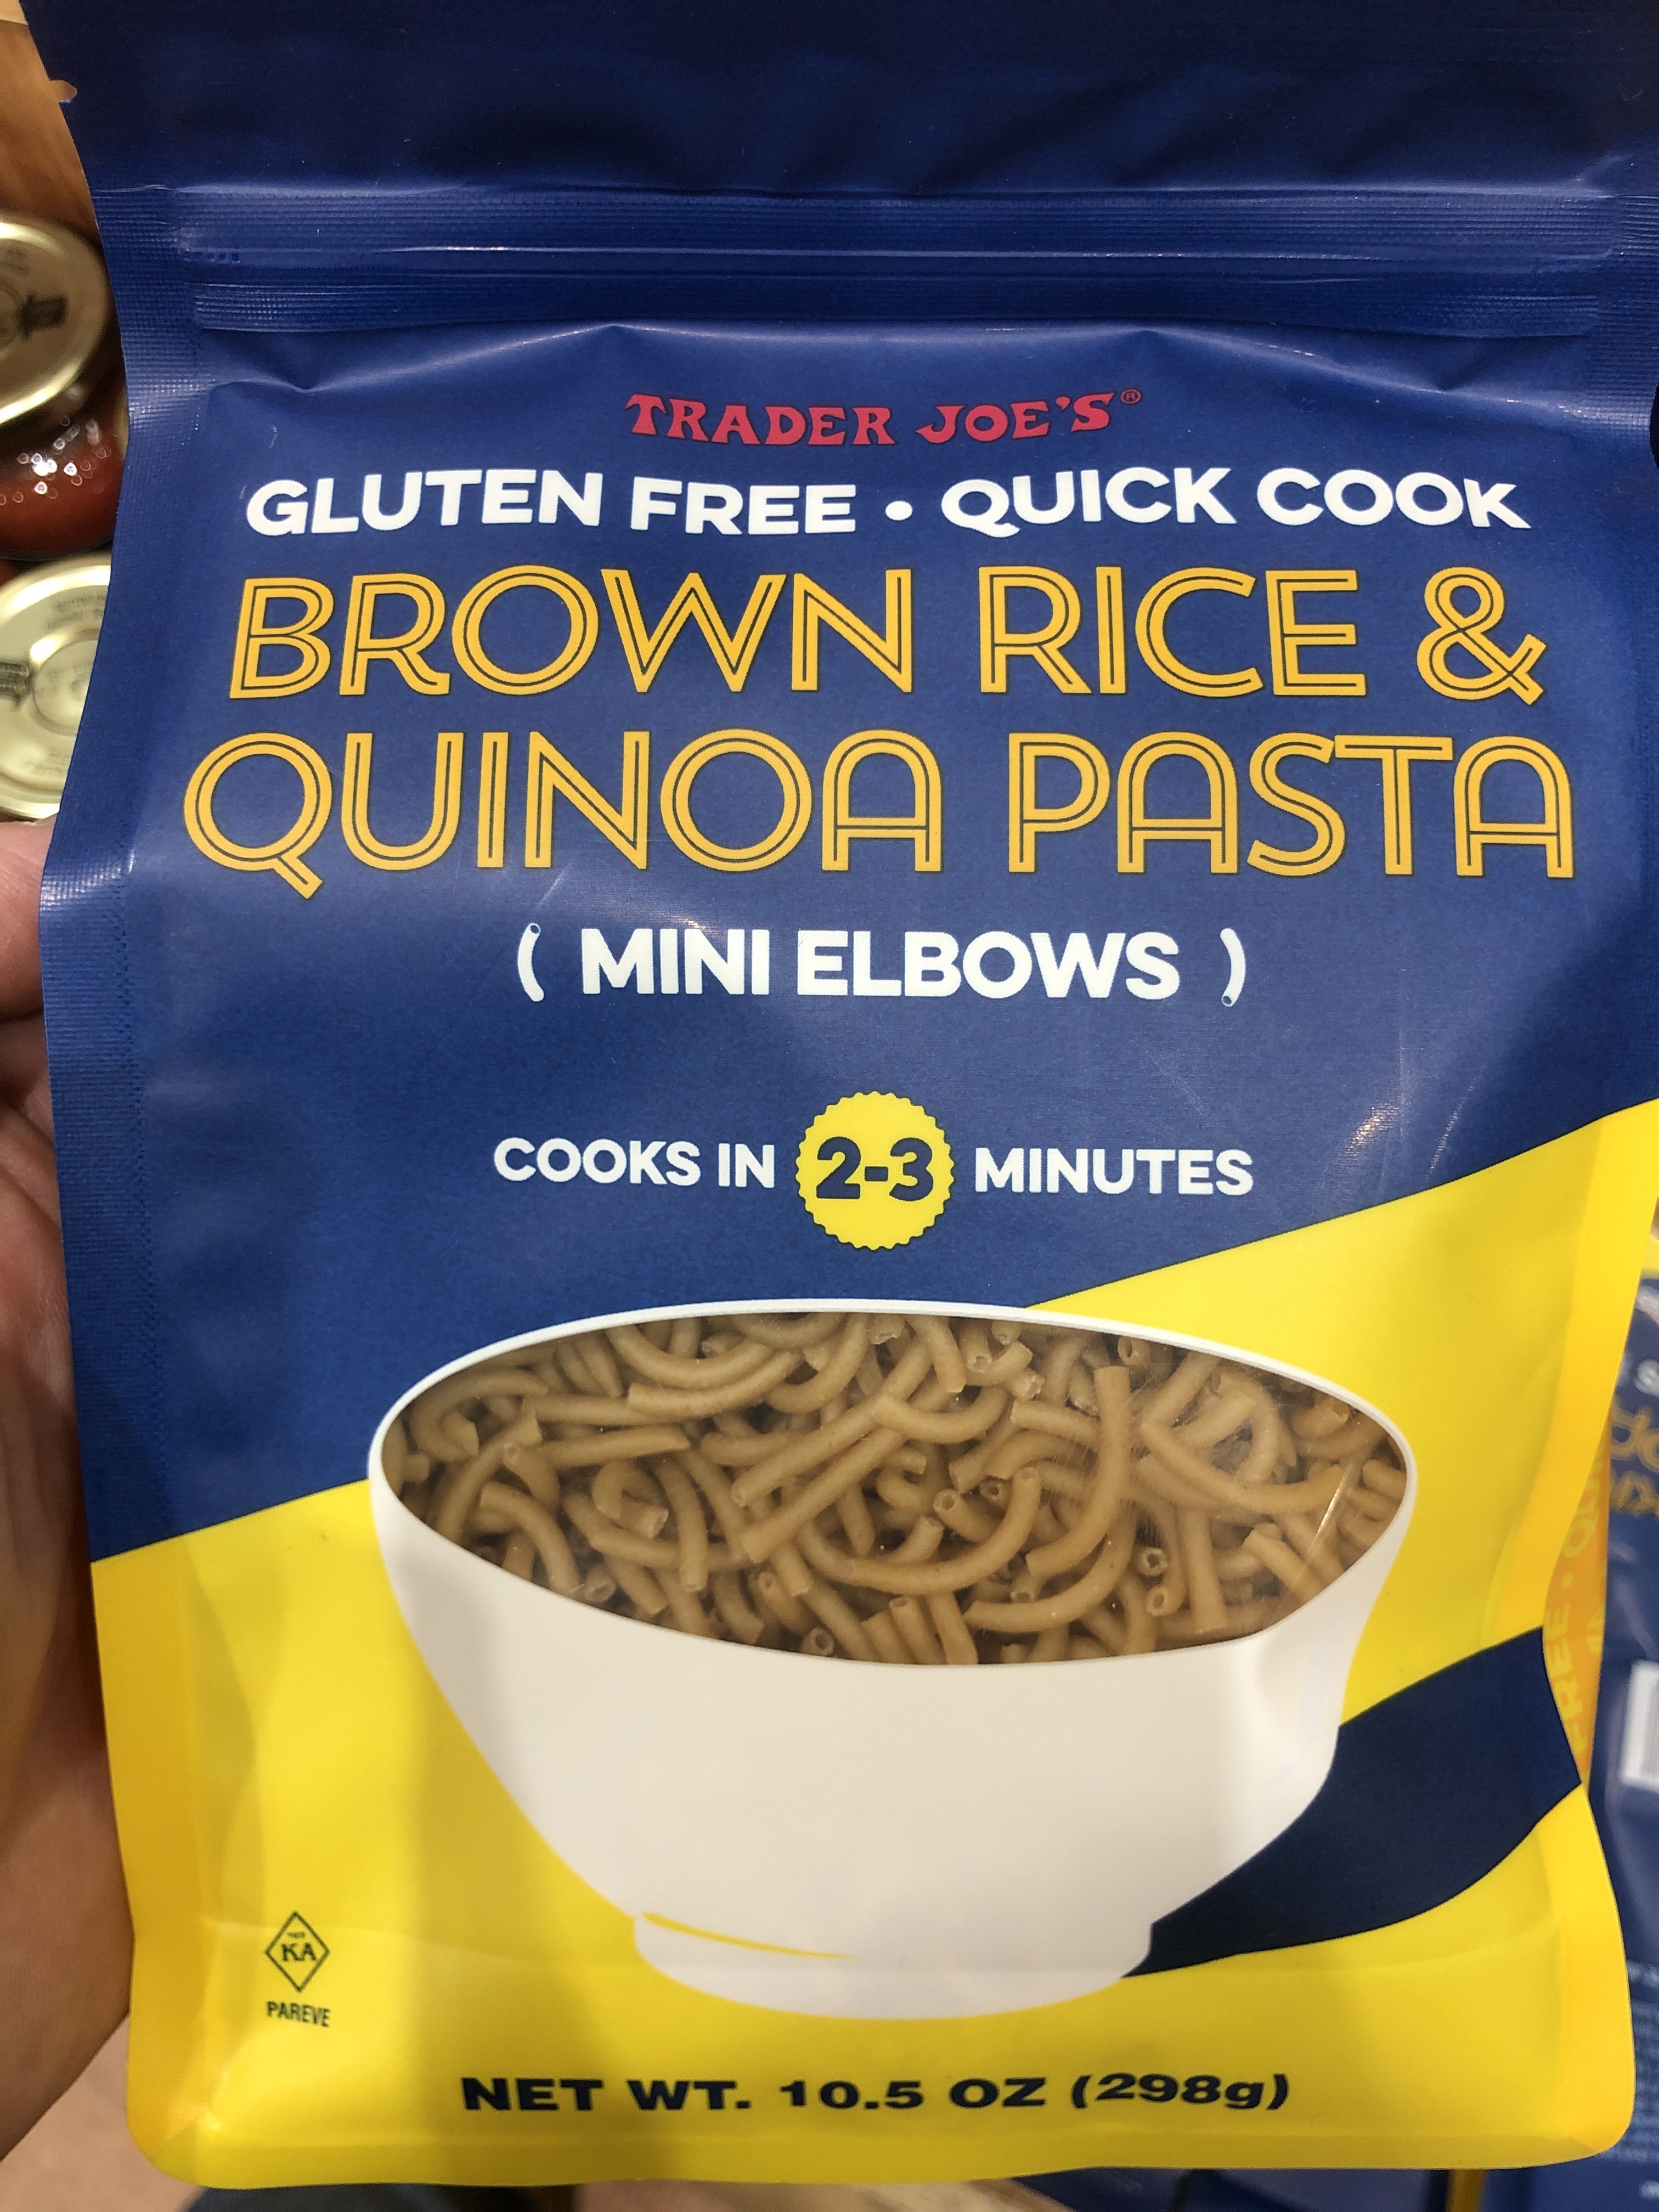 TRADER JOE'S®
GLUTEN FREE • QUICK COOK
BROWN RICE &
QUINOA PASTA
( MINI ELBOWS )
COOKS IN 2-3 MINUTES
KA
PAREVE
NET WT. 10.5 OZ (298g)